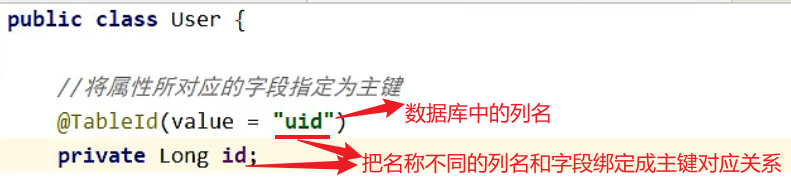 public class User {
//将属性所对应的字段指定为主键
@TableId(value = "uid")
数据库中的列名
private Long id;
把名称不同的列名和字段绑定成主键对应关系